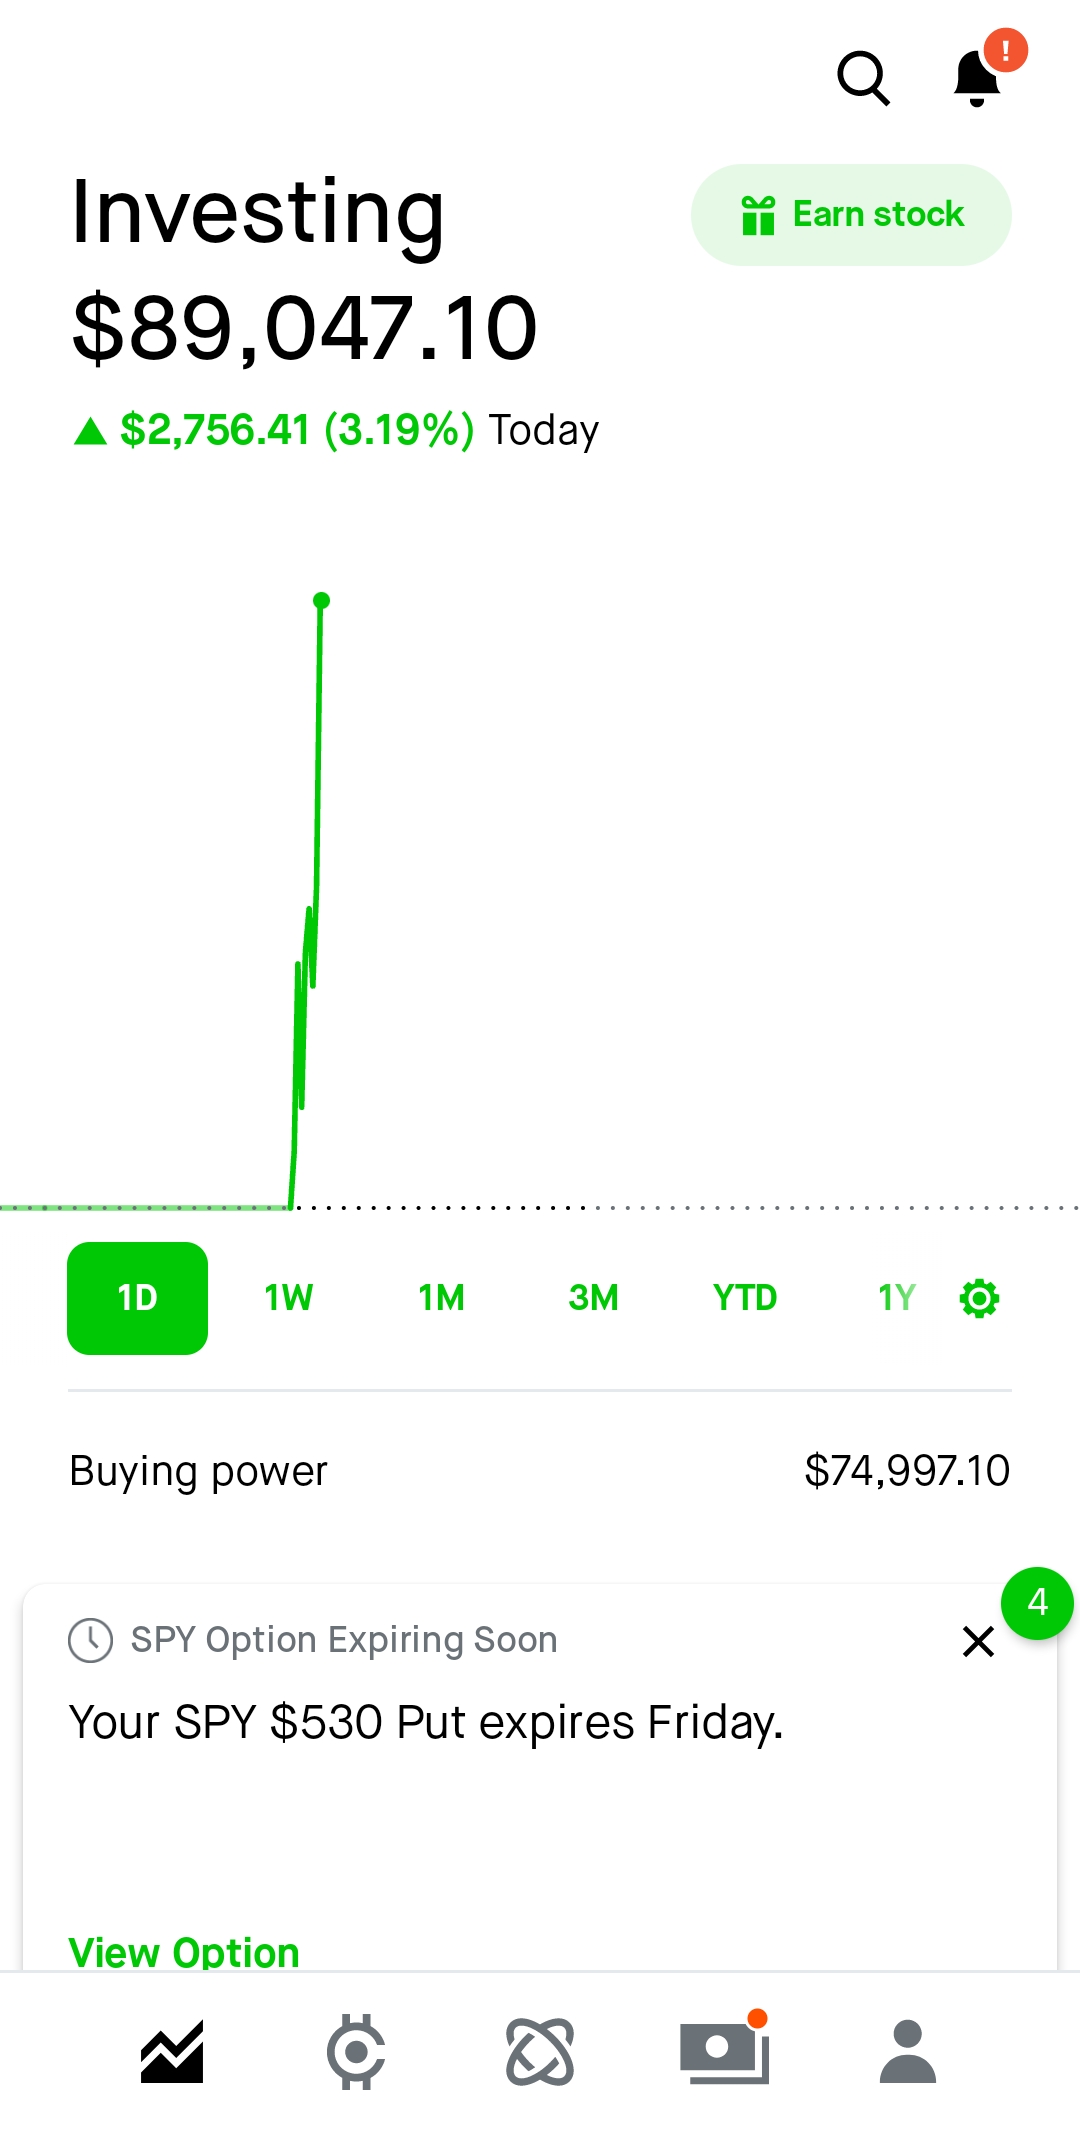 !
Investing
Earn stock
$89,047.10
▲ $2,756.41 (3.19%) Today
1D 1W 1M 3M YTD 1Y
Buying power $74,997.10
4
SPY Option Expiring Soon
Your SPY $530 Put expires Friday.
View Option